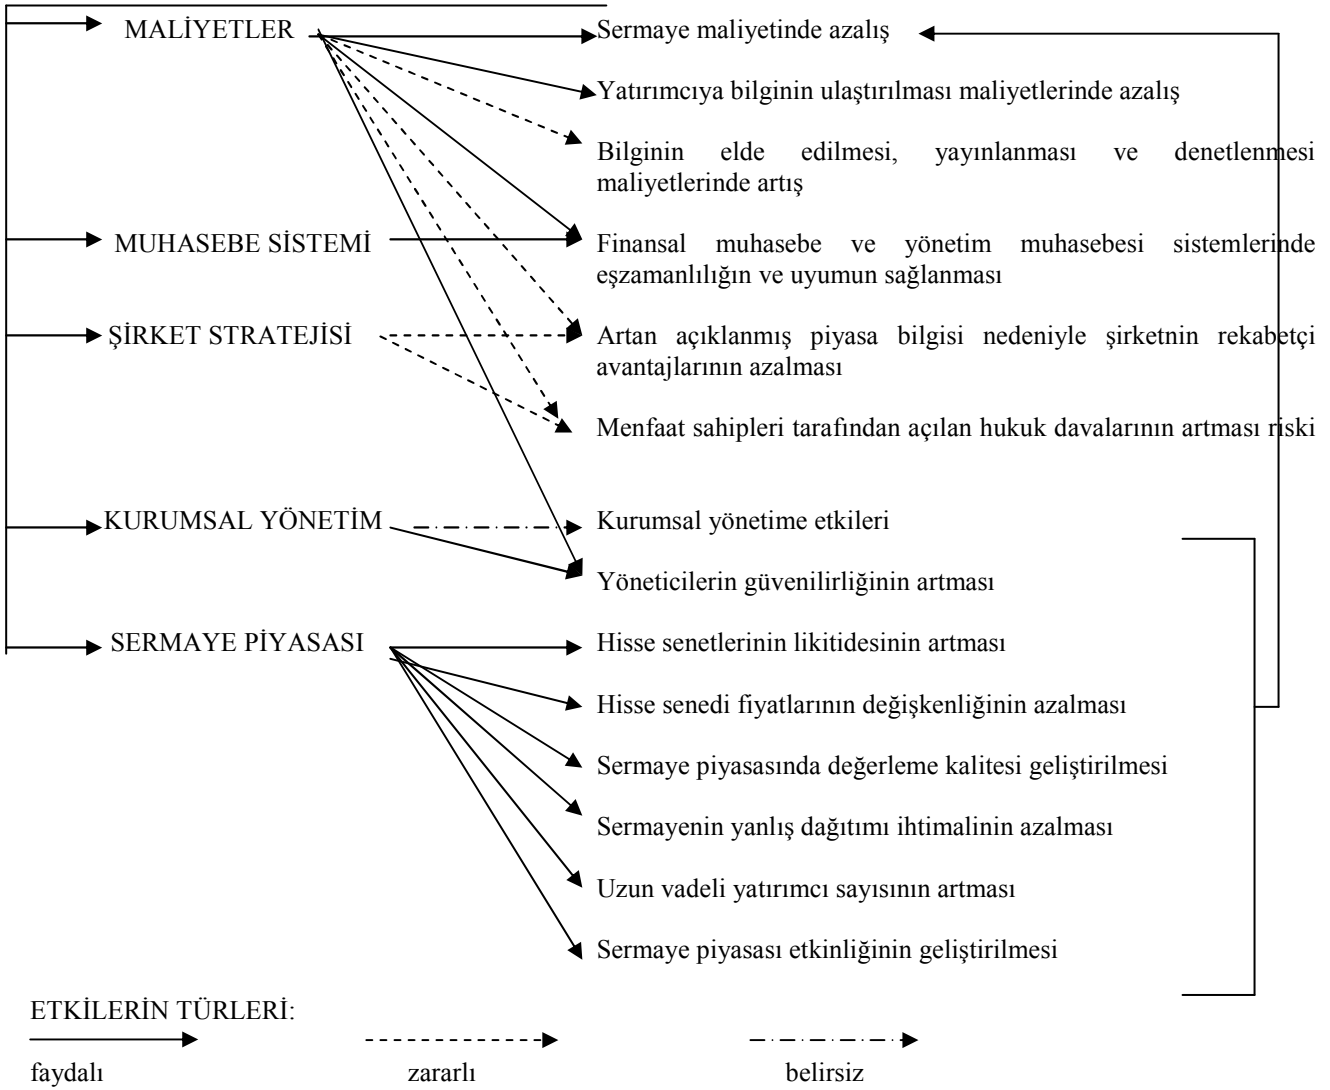 MALİYETLER
Sermaye maliyetinde azalış
Yatırımcıya bilginin ulaştırılması maliyetlerinde azalış
Bilginin elde edilmesi, yayınlanması ve denetlenmesi
maliyetlerinde artış
MUHASEBE SİSTEMİ
Finansal muhasebe ve yönetim muhasebesi sistemlerinde
eşzamanlılığın ve uyumun sağlanması
ŞİRKET STRATEJİSİ
Artan açıklanmış piyasa bilgisi nedeniyle şirketnin rekabetçi
avantajlarının azalması
Menfaat sahipleri tarafından açılan hukuk davalarının artması riski
KURUMSAL YÖNETİM
Kurumsal yönetime etkileri
Yöneticilerin güvenilirliğinin artması
SERMAYE PİYASASI
Hisse senetlerinin likitidesinin artması
Hisse senedi fiyatlarının değişkenliğinin azalması
Sermaye piyasasında değerleme kalitesi geliştirilmesi
Sermayenin yanlış dağıtımı ihtimalinin azalması
Uzun vadeli yatırımcı sayısının artması
Sermaye piyasası etkinliğinin geliştirilmesi
ETKİLERİN TÜRLERİ:
faydalı
zararlı
belirsiz